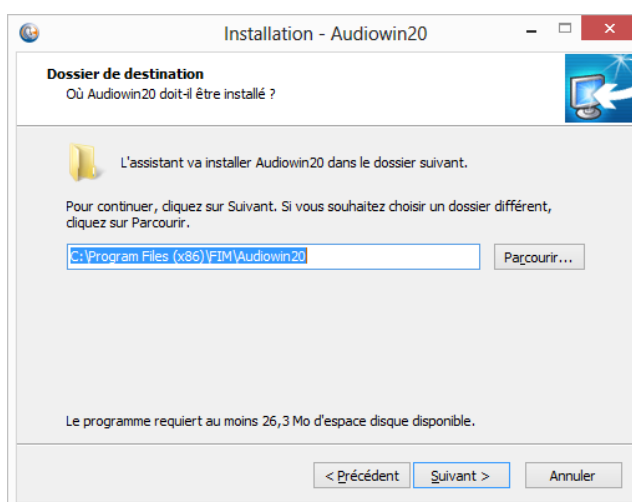 Installation - Audiowin20
Dossier de destination
Où Audiowin20 doit-il être installé ?
L'assistant va installer Audiowin20 dans le dossier suivant.
Pour continuer, cliquez sur Suivant. Si vous souhaitez choisir un dossier différent,
cliquez sur Parcourir.
C:\Program Files (x86)\FIM\Audiowin20
Parcourir...
Le programme requiert au moins 26,3 Mo d'espace disque disponible.
< Précédent
Suivant >
Annuler